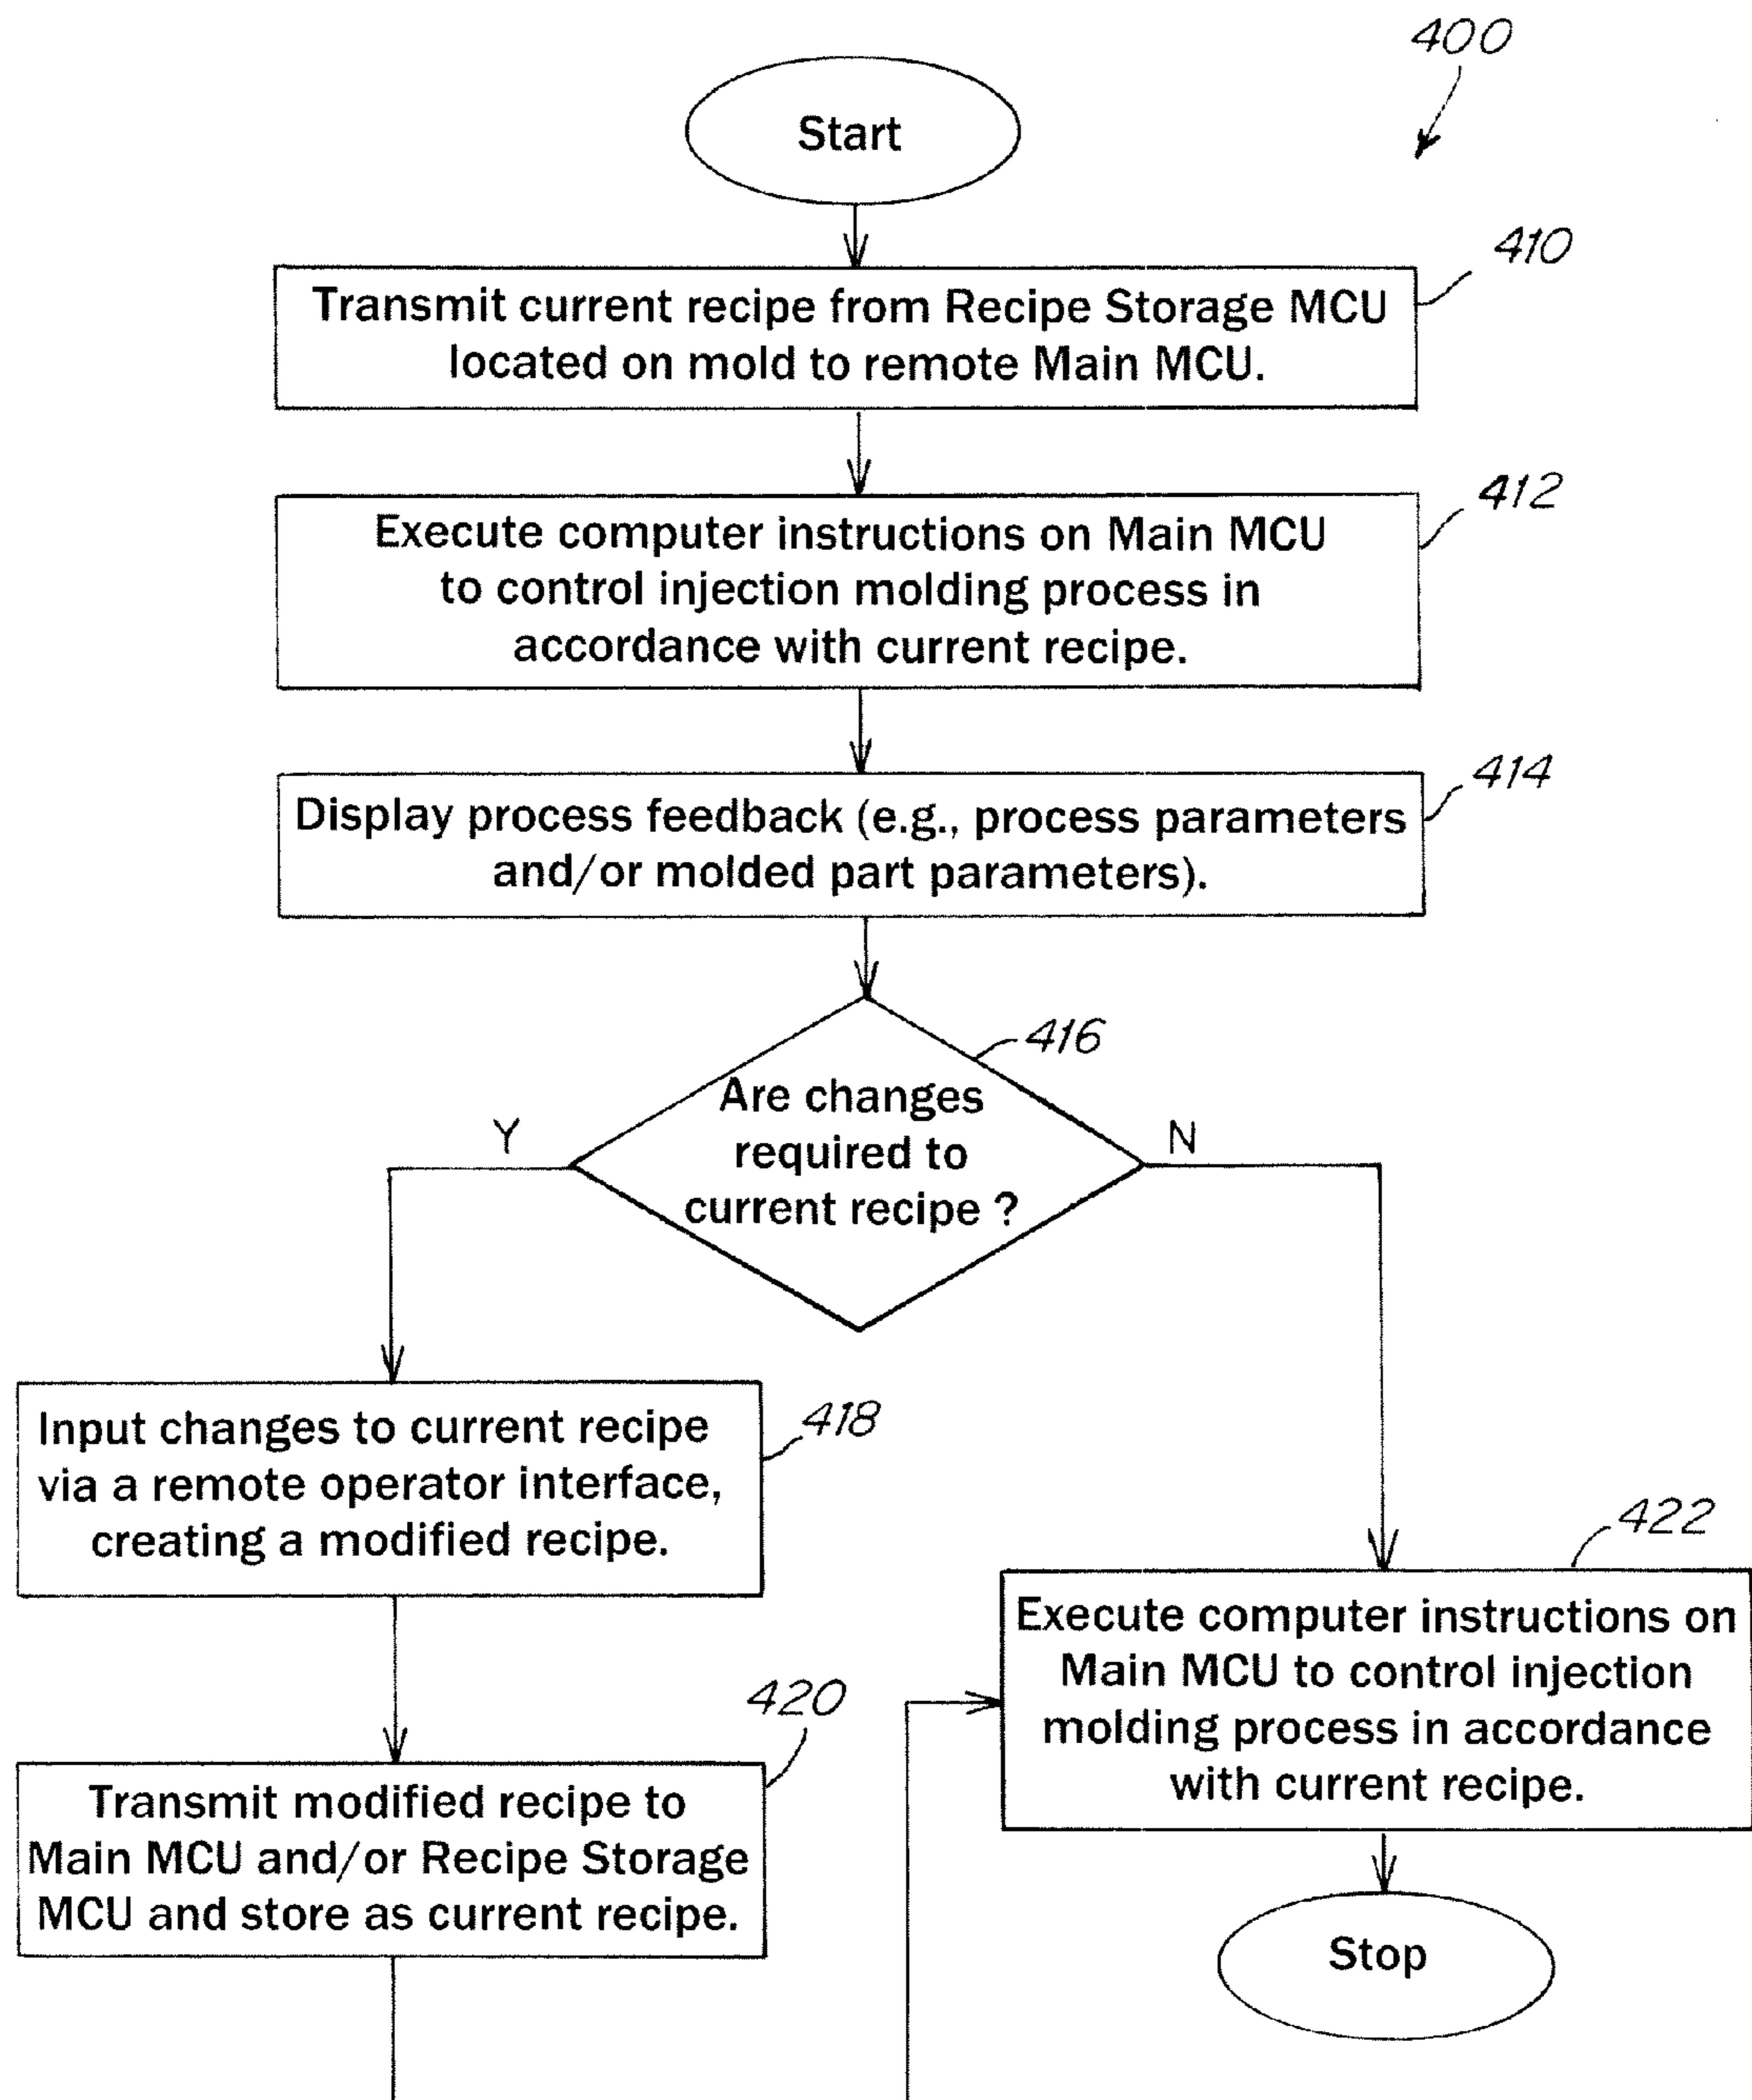 400
Start
410
Transmit current recipe from Recipe Storage MCU
located on mold to remote Main MCU.
412
Execute computer instructions on Main MCU
to control injection molding process in
accordance with current recipe.
414
Display process feedback (e.g., process parameters
and/or molded part parameters).
416
Are changes
required to
current recipe ?
Y
N
Input changes to current recipe
via a remote operator interface,
creating a modified recipe.
418
420
Transmit modified recipe to
Main MCU and/or Recipe Storage
MCU and store as current recipe.
422
Execute computer instructions on
Main MCU to control injection
molding process in accordance
with current recipe.
Stop